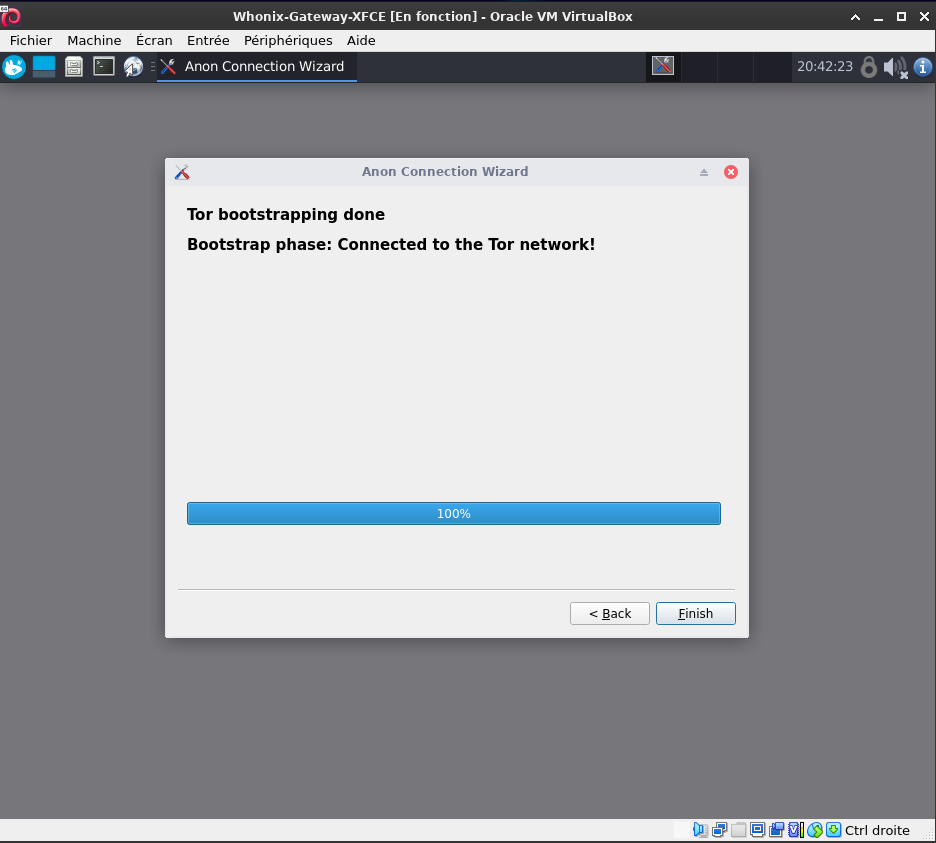 Whonix-Gateway-XFCE [En fonction] - Oracle VM VirtualBox
Fichier Machine Écran Entrée Périphériques Aide
Anon Connection Wizard 20:42:23
Anon Connection Wizard
Tor bootstrapping done
Bootstrap phase: Connected to the Tor network!
100%
< Back Finish
Ctrl droite